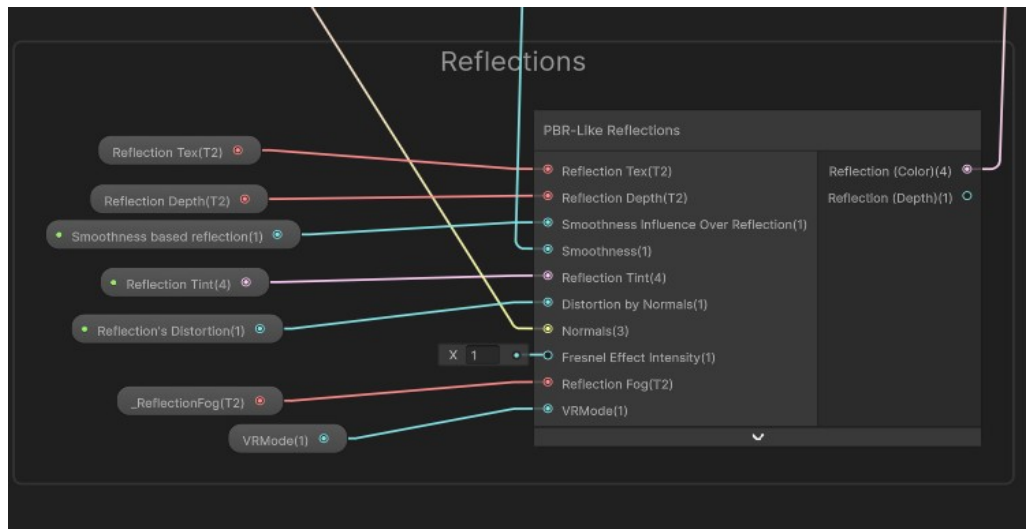 Reflections
PBR-Like Reflections
Reflection Tex(T2)
Reflection Depth(T2)
Smoothness based reflection(1)
Reflection Tint(4)
Reflection's Distortion(1)
X 1
_ReflectionFog(T2)
VRMode(1)
Reflection Tex(T2)
Reflection Depth(T2)
Smoothness Influence Over Reflection(1)
Smoothness(1)
Reflection Tint(4)
Distortion by Normals(1)
Normals(3)
Fresnel Effect Intensity(1)
Reflection Fog(T2)
VRMode(1)
Reflection (Color)(4)
Reflection (Depth)(1)